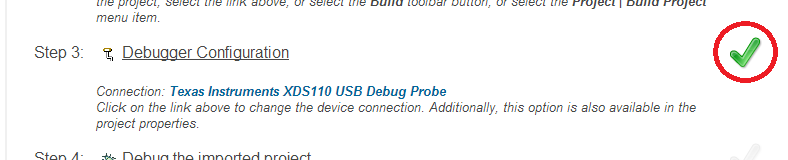 the project, select the link above, or select the Build toolbar button, or select the Project | Build Project
menu item.
Step 3: Debugger Configuration
Connection: Texas Instruments XDS110 USB Debug Probe
Click on the link above to change the device connection. Additionally, this option is also available in the
project properties.
Step 4: Debug the imported project